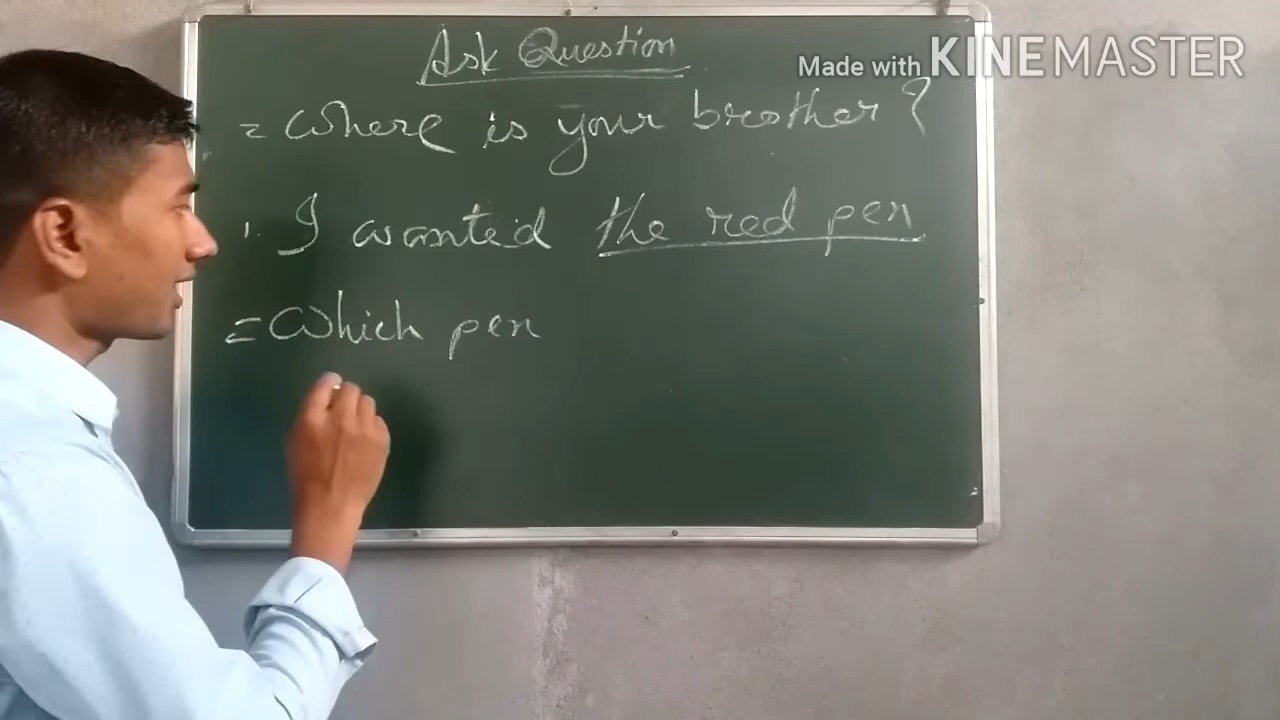 Ask Question
Made with KINEMASTER
= Where is your brother ?
1. I wanted the red pen
= Which pen